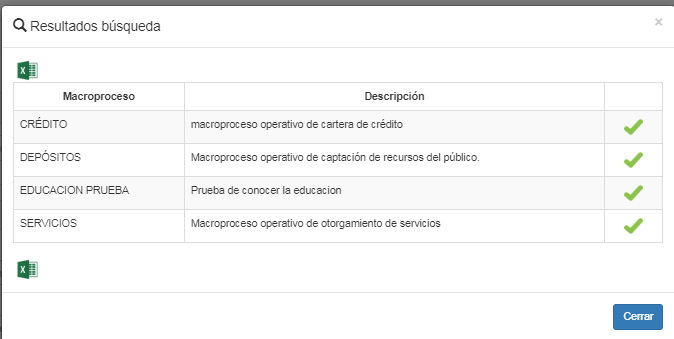 Resultados búsqueda
×
Macroproceso Descripción
CRÉDITO macroproceso operativo de cartera de crédito
DEPÓSITOS Macroproceso operativo de captación de recursos del público.
EDUCACION PRUEBA Prueba de conocer la educacion
SERVICIOS Macroproceso operativo de otorgamiento de servicios
Cerrar